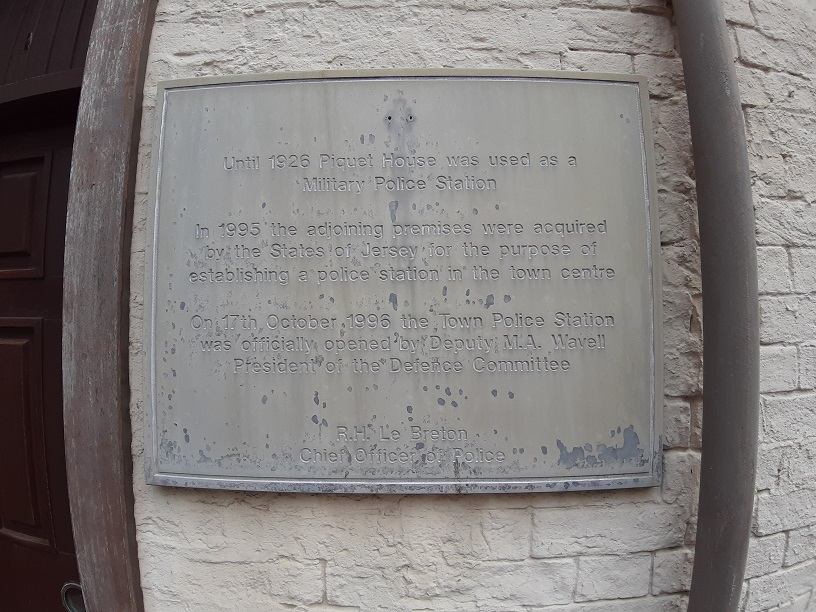 Until 1926 Piquet House was used as a
Military Police Station
In 1995 the adjoining premises were acquired
by the States of Jersey for the purpose of
establishing a police station in the town centre
On 17th October 1996 the Town Police Station
was officially opened by Deputy M.A. Wavell
President of the Defence Committee
R.H. Le Breton
Chief Officer of Police